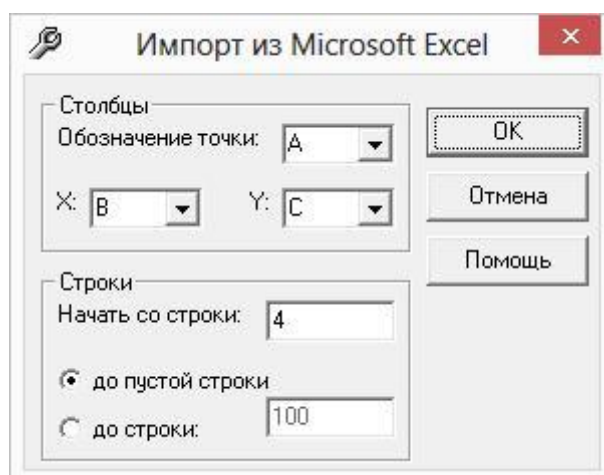 Импорт из Microsoft Excel
Столбцы
Обозначение точки: A
X: B Y: C
Строки
Начать со строки: 4
до пустой строки
до строки: 100
OK
Отмена
Помощь